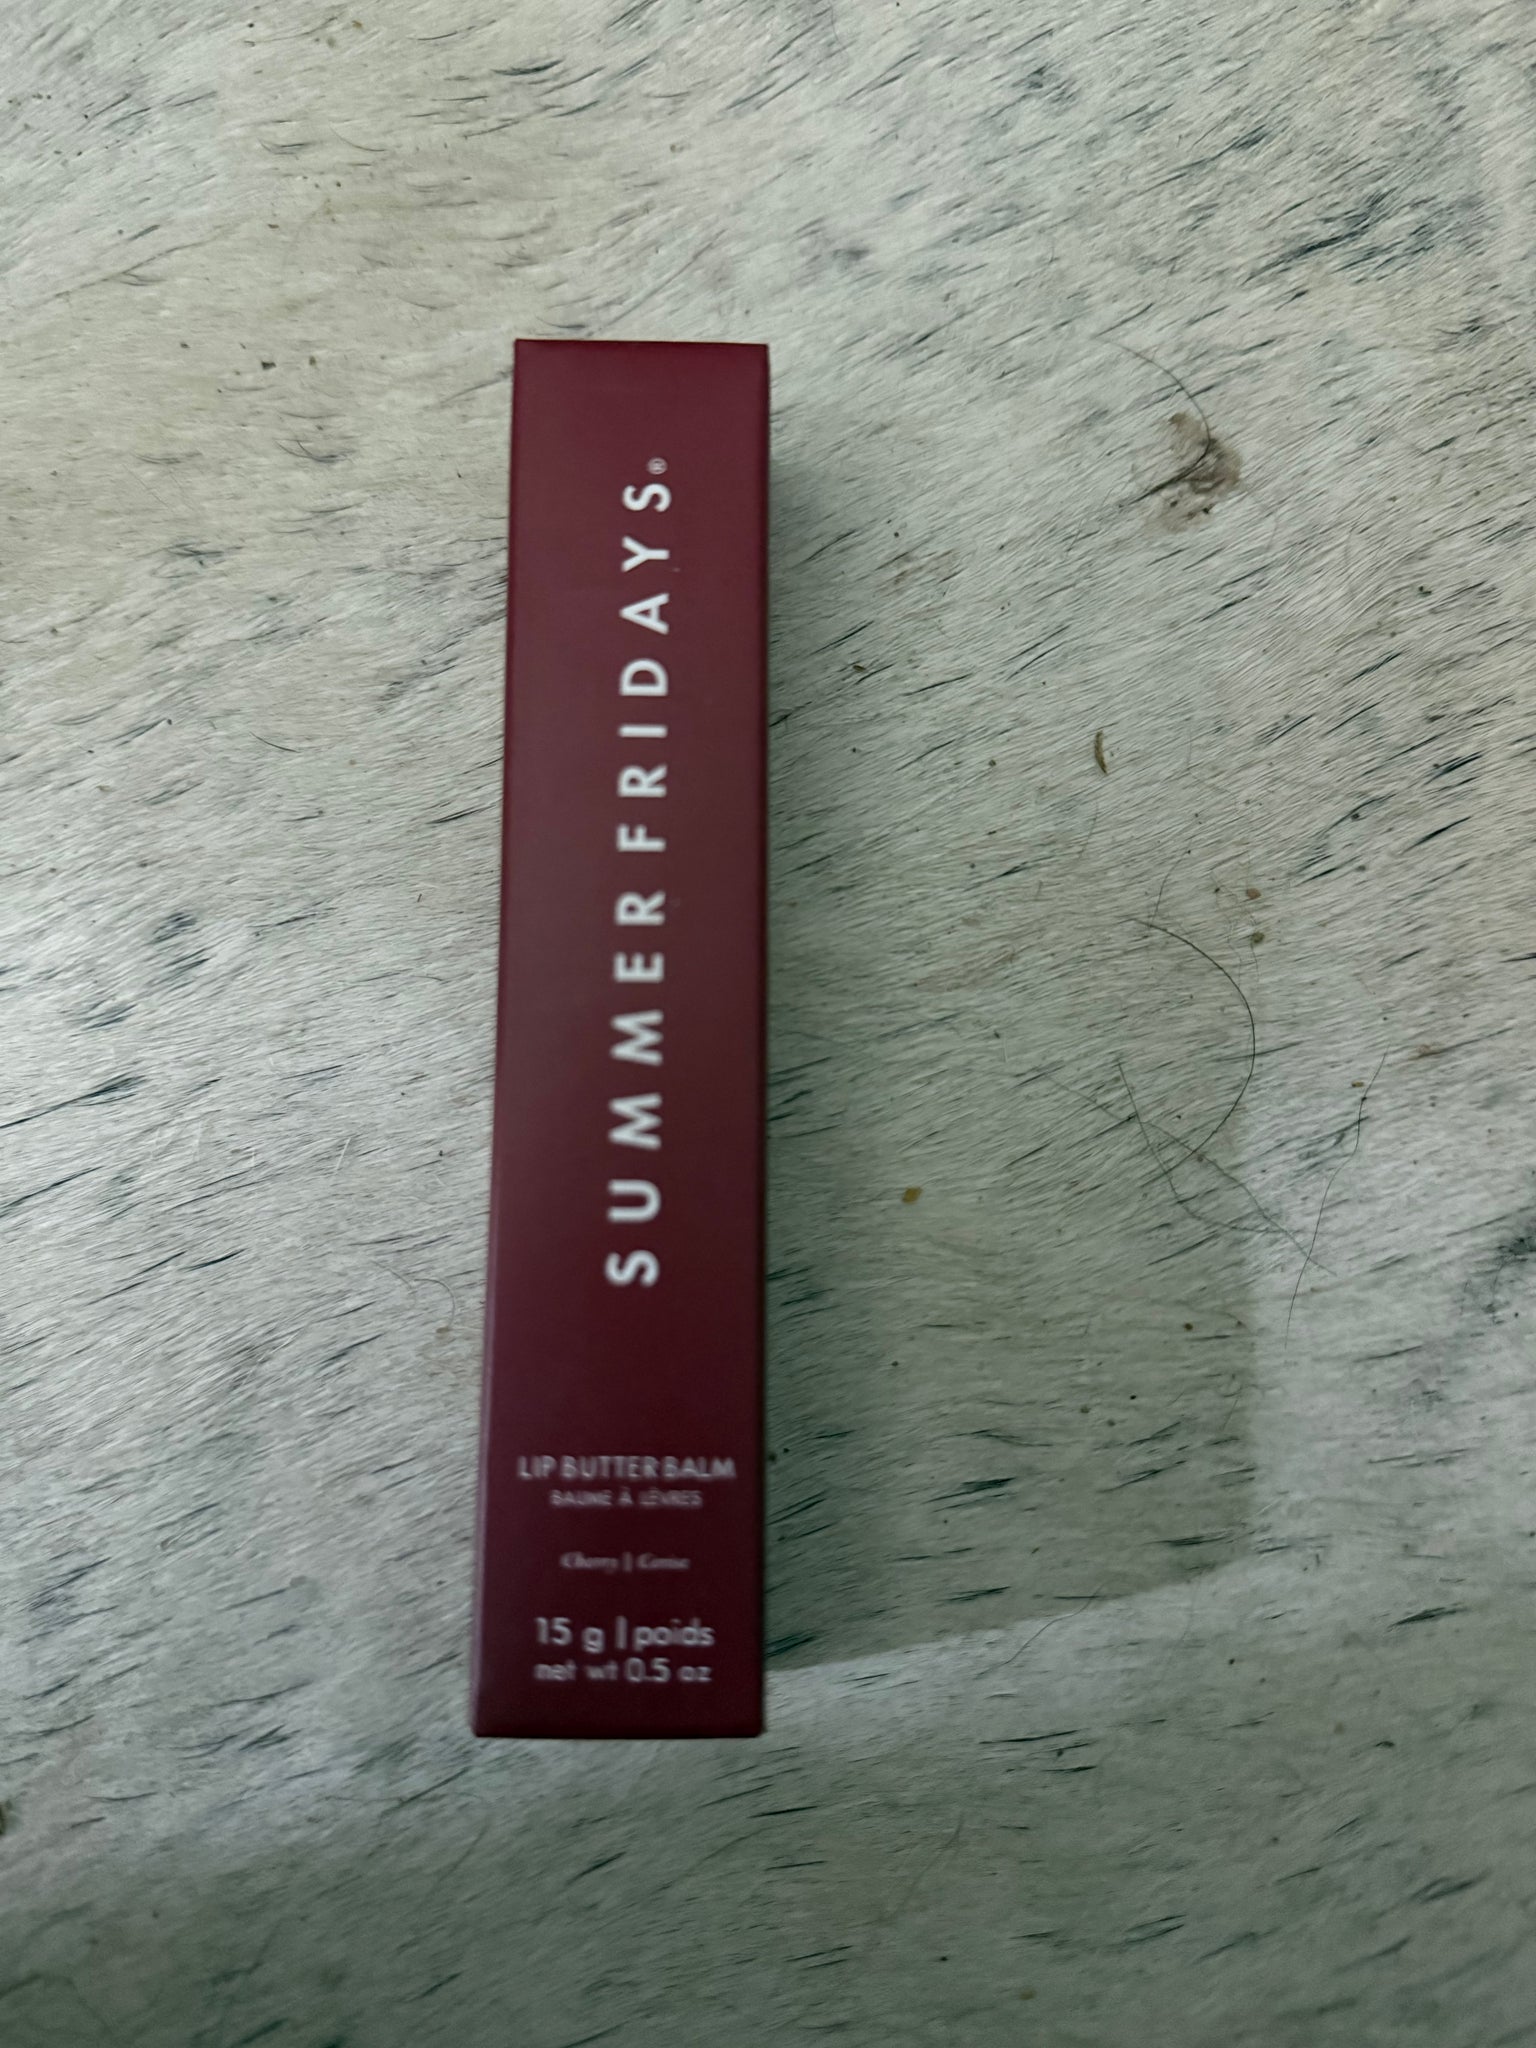 SUMMER FRIDAYS®
LIP BUTTER BALM
BAUME À LÈVRES
Cherry | Cerise
15 g | poids
net wt 0.5 oz